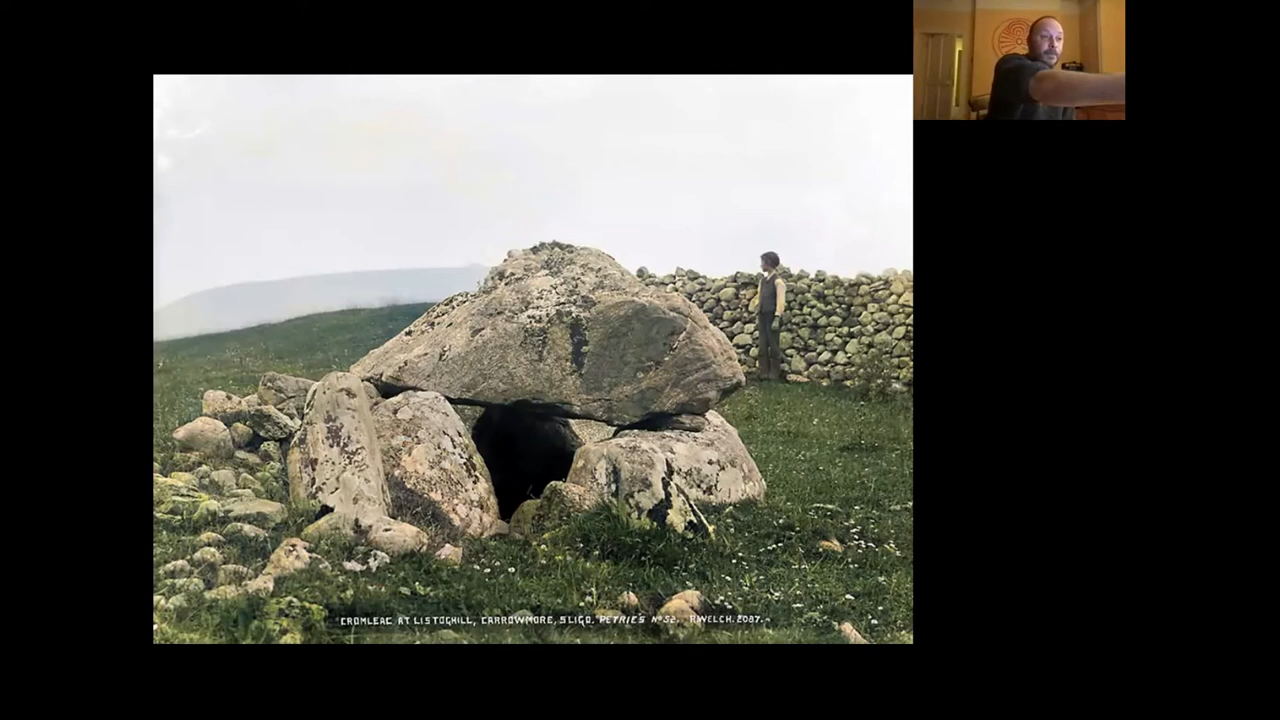 CROMLEAC AT LISTOGHILL, CARROWMORE, SLIGO. PETRIE'S No 52. R.WELCH. 2087.